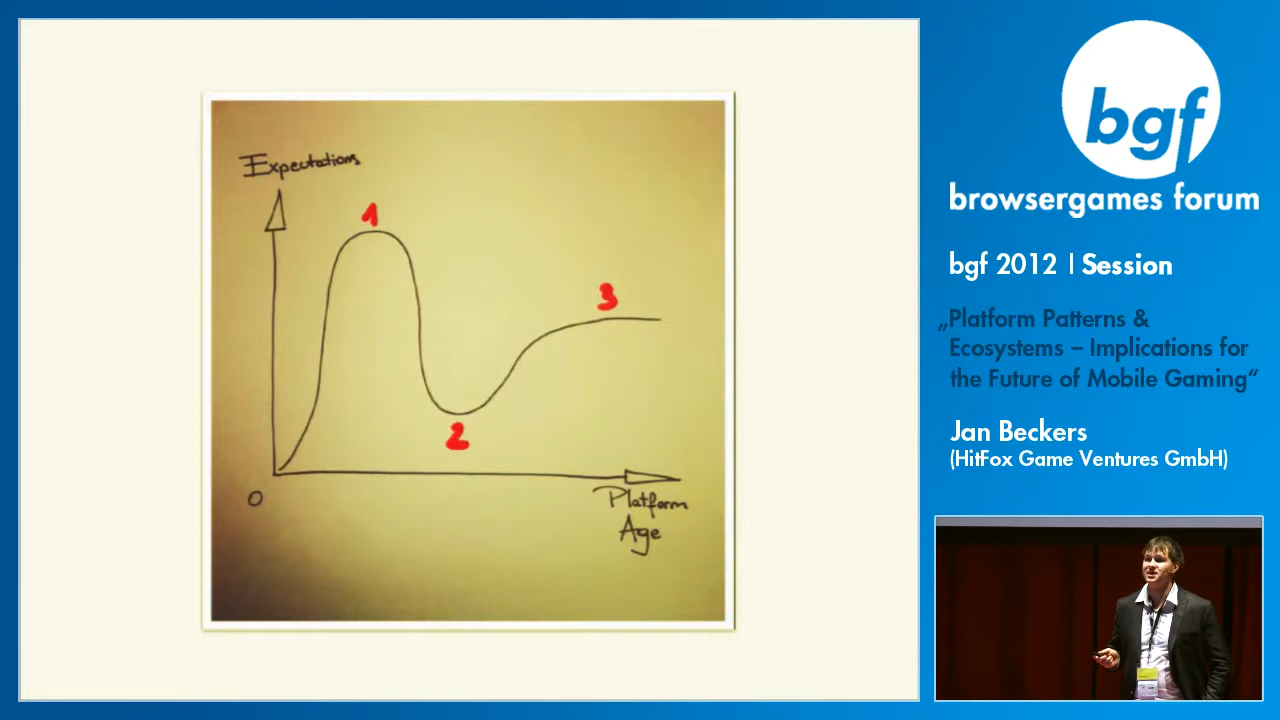 Expectations
1
3
2
0
Platform
Age
bgf
browsergames forum
bgf 2012 | Session
„Platform Patterns &
Ecosystems – Implications for
the Future of Mobile Gaming“
Jan Beckers
(HitFox Game Ventures GmbH)